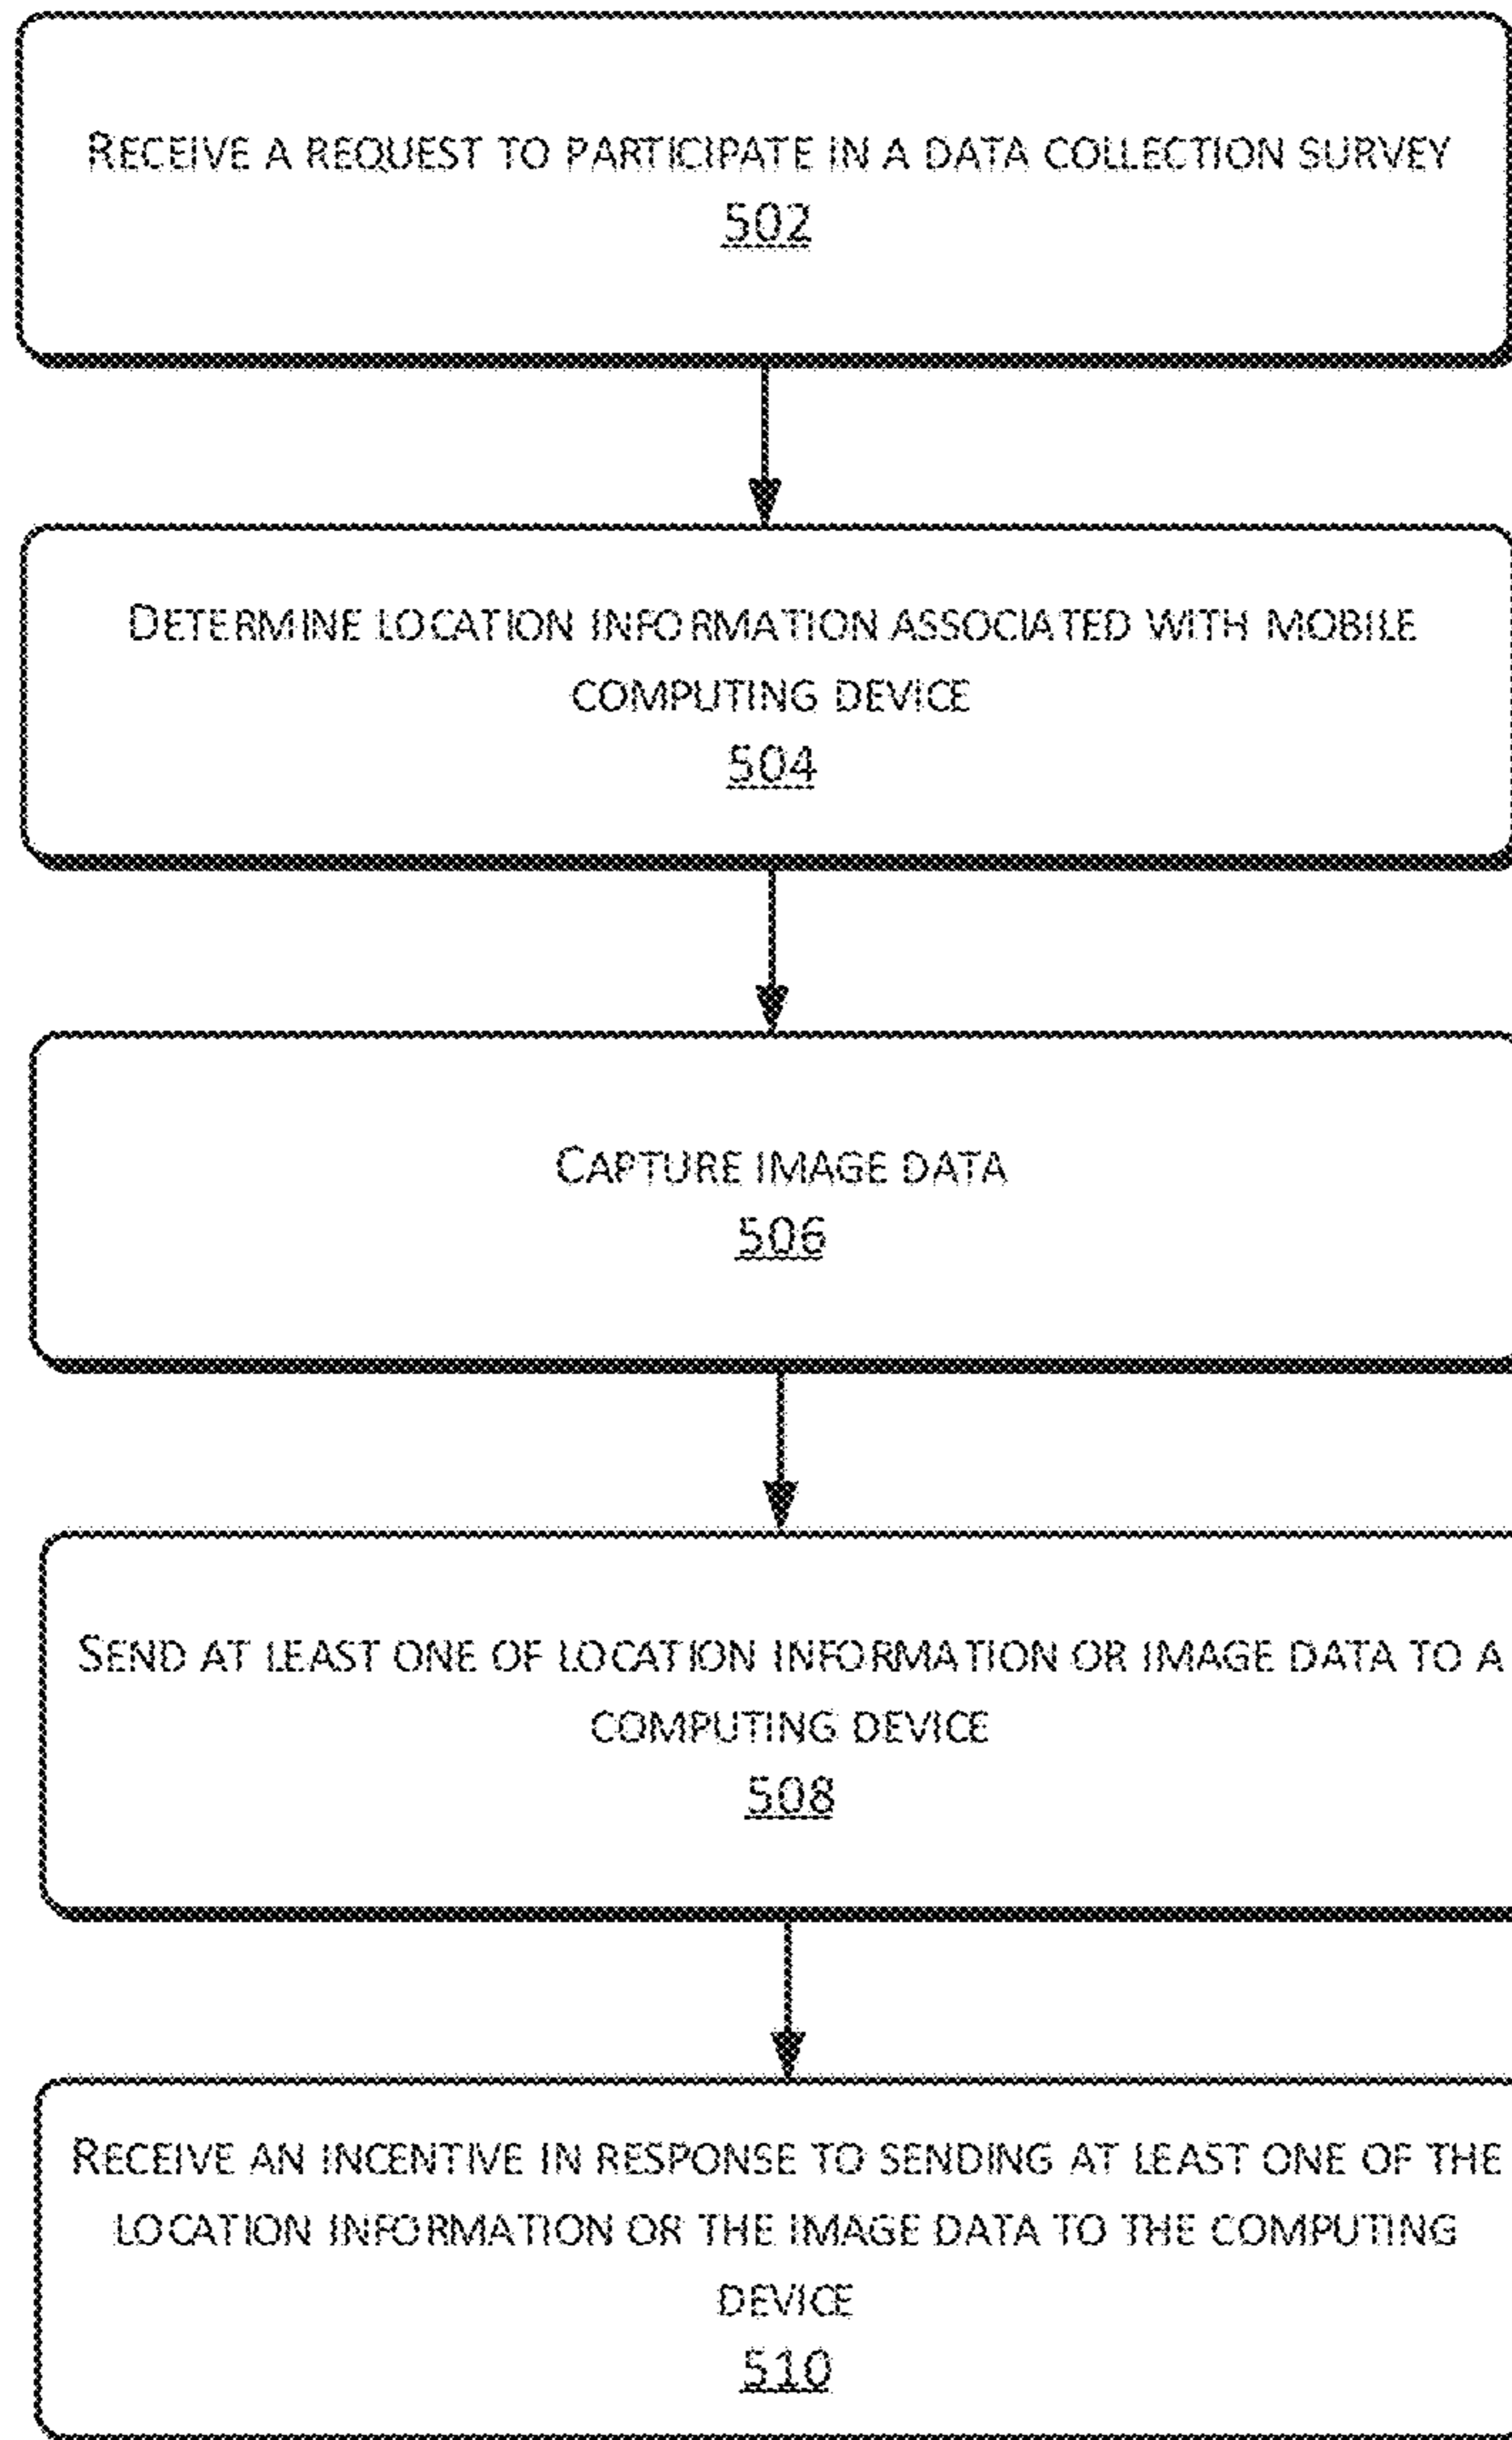 RECEIVE A REQUEST TO PARTICIPATE IN A DATA COLLECTION SURVEY
502
DETERMINE LOCATION INFORMATION ASSOCIATED WITH MOBILE
COMPUTING DEVICE
504
CAPTURE IMAGE DATA
506
SEND AT LEAST ONE OF LOCATION INFORMATION OR IMAGE DATA TO A
COMPUTING DEVICE
508
RECEIVE AN INCENTIVE IN RESPONSE TO SENDING AT LEAST ONE OF THE
LOCATION INFORMATION OR THE IMAGE DATA TO THE COMPUTING
DEVICE
510